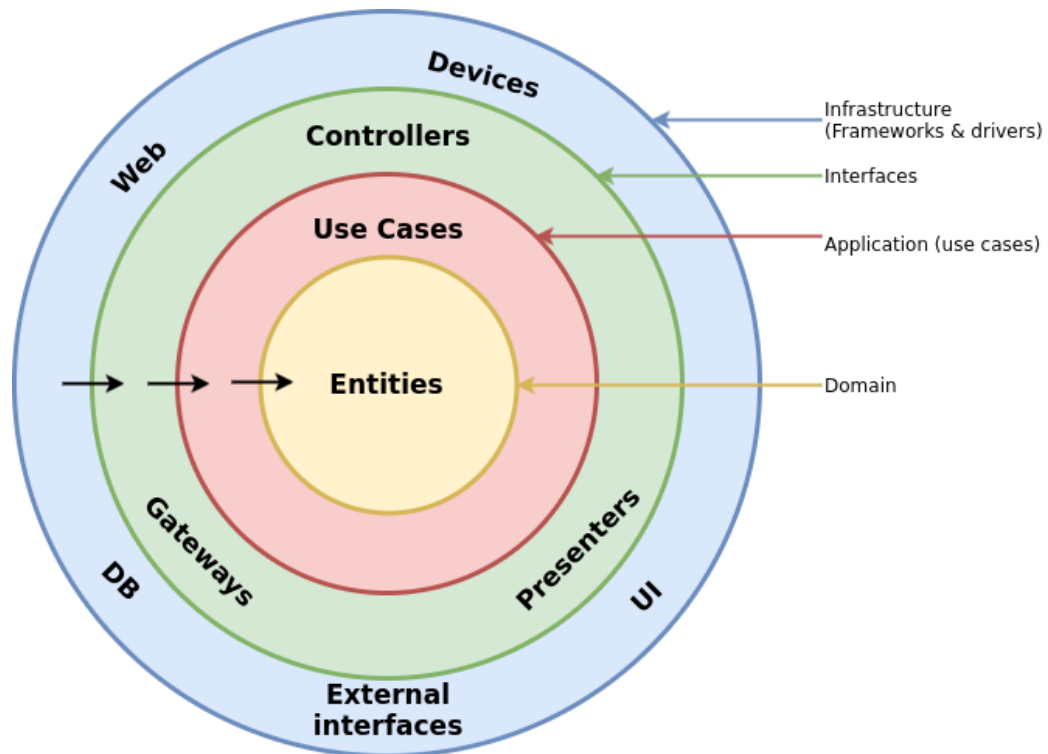 Devices
Infrastructure
(Frameworks & drivers)
Controllers
Web
Interfaces
Use Cases
Application (use cases)
Entities
Domain
Gateways
Presenters
DB
UI
External
interfaces